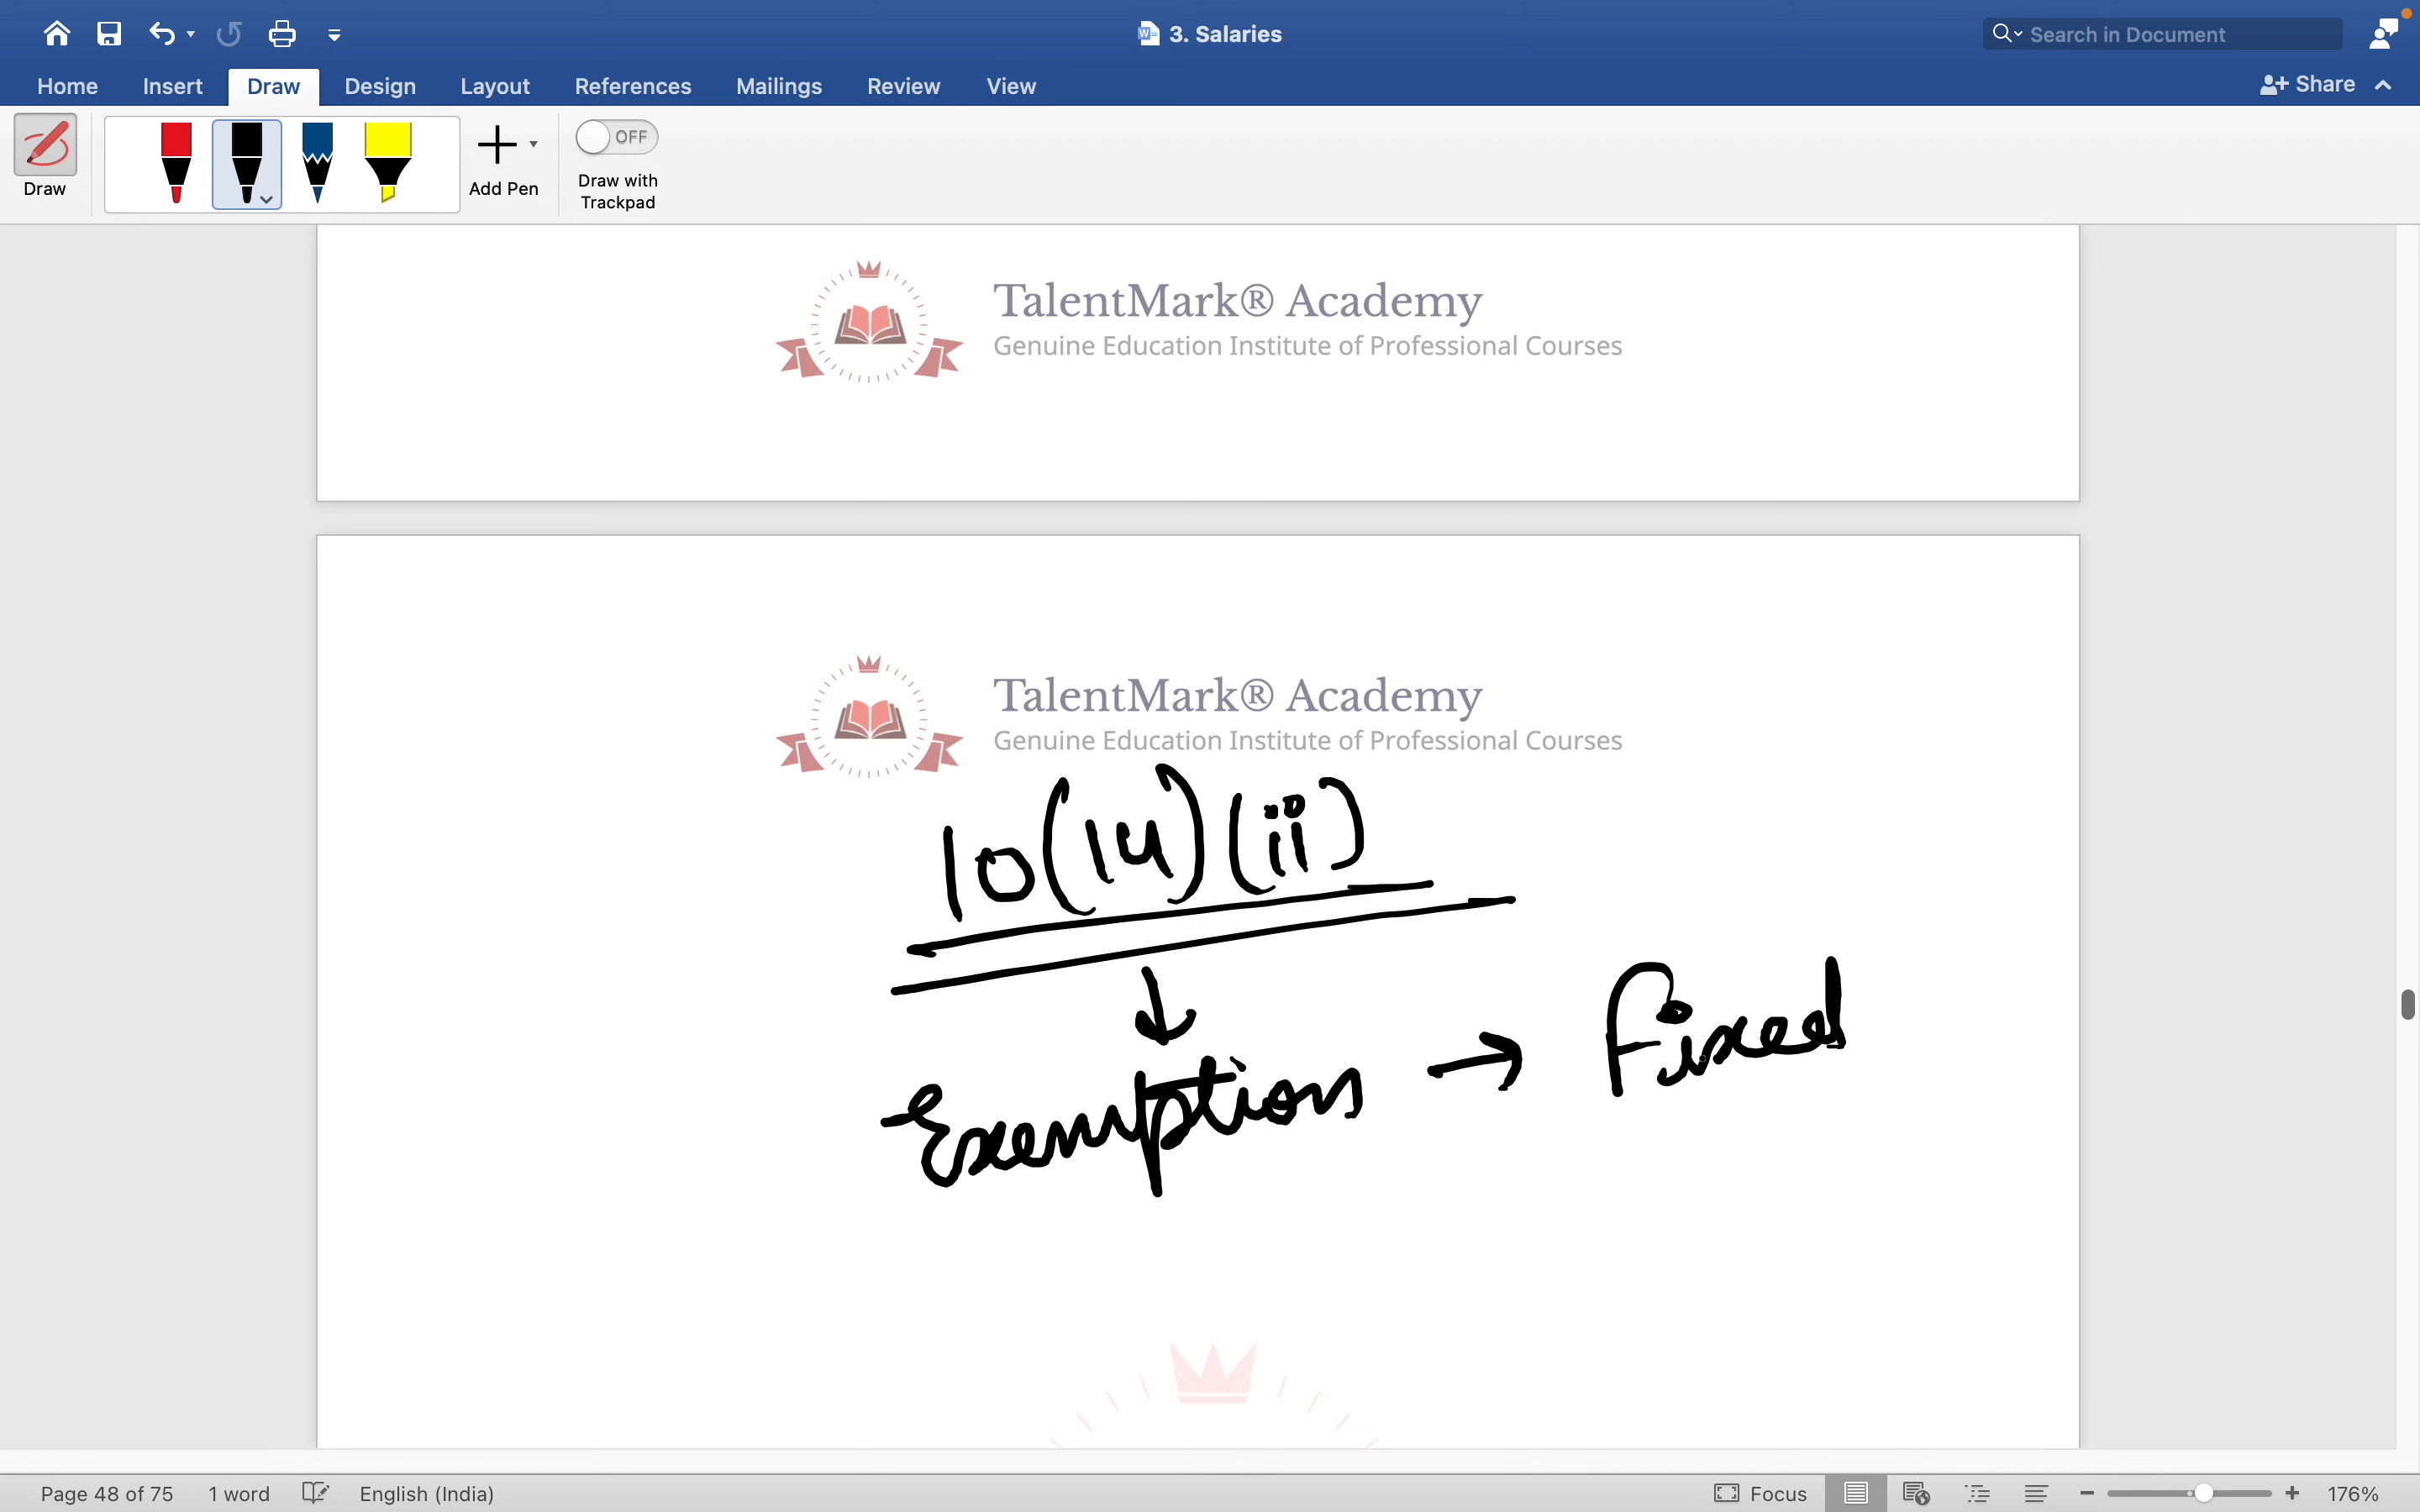 3. Salaries
Search in Document
Home Insert Draw Design Layout References Mailings Review View
Share
Draw
Add Pen
OFF
Draw with
Trackpad
TalentMark® Academy
Genuine Education Institute of Professional Courses
TalentMark® Academy
Genuine Education Institute of Professional Courses
10(14)(ii)
Exemption → Fixed
Page 48 of 75 1 word English (India) Focus 176%